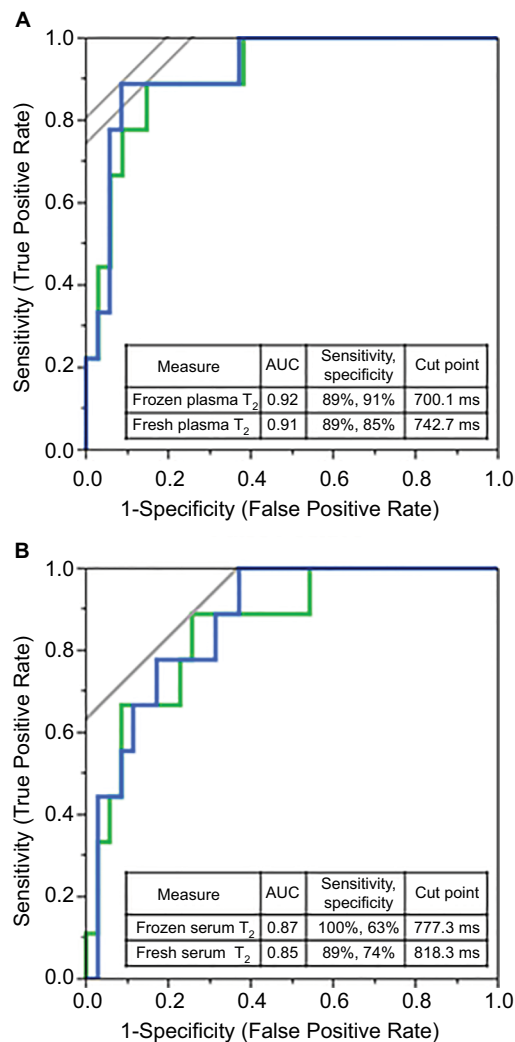 A
Sensitivity (True Positive Rate)
1.0
0.8
0.6
0.4
0.2
0.0
Measure AUC Sensitivity, specificity Cut point
Frozen plasma T2 0.92 89%, 91% 700.1 ms
Fresh plasma T2 0.91 89%, 85% 742.7 ms
0.0 0.2 0.4 0.6 0.8 1.0
1-Specificity (False Positive Rate)
B
Sensitivity (True Positive Rate)
1.0
0.8
0.6
0.4
0.2
0.0
Measure AUC Sensitivity, specificity Cut point
Frozen serum T2 0.87 100%, 63% 777.3 ms
Fresh serum T2 0.85 89%, 74% 818.3 ms
0.0 0.2 0.4 0.6 0.8 1.0
1-Specificity (False Positive Rate)